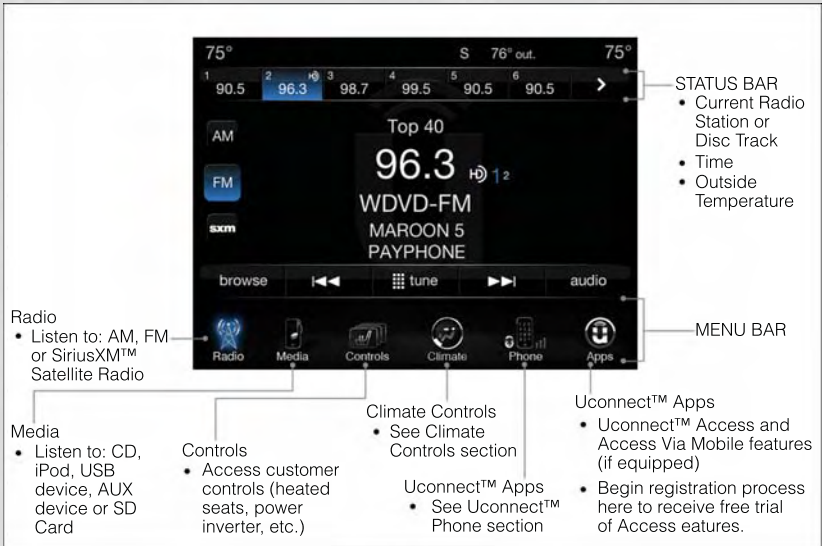 75° S 76° out. 75°
1 90.5 2 96.3 HD 3 98.7 4 99.5 5 90.5 6 90.5 >
AM
FM
sxm
Top 40
96.3 HD 1 2
WDVD-FM
MAROON 5
PAYPHONE
browse tune audio
Radio Media Controls Climate Phone Apps
STATUS BAR
• Current Radio
Station or
Disc Track
• Time
• Outside
Temperature
MENU BAR
Radio
• Listen to: AM, FM
or SiriusXM™
Satellite Radio
Media
• Listen to: CD,
iPod, USB
device, AUX
device or SD
Card
Controls
• Access customer
controls (heated
seats, power
inverter, etc.)
Climate Controls
• See Climate
Controls section
Uconnect™ Apps
• See Uconnect™
Phone section
Uconnect™ Apps
• Uconnect™ Access and
Access Via Mobile features
(if equipped)
• Begin registration process
here to receive free trial
of Access eatures.